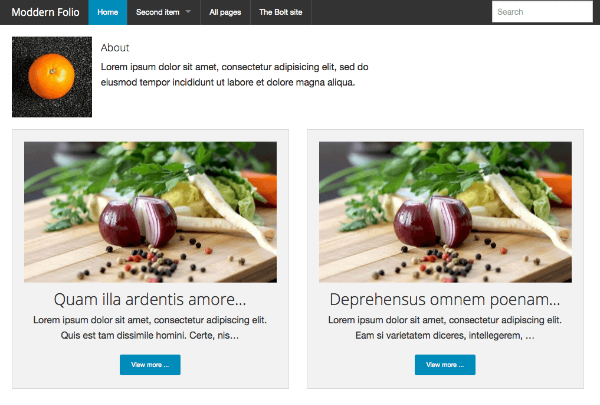 Moddern Folio Home Second item All pages The Bolt site Search
About
Lorem ipsum dolor sit amet, consectetur adipisicing elit, sed do
eiusmod tempor incididunt ut labore et dolore magna aliqua.
Quam illa ardentis amore...
Lorem ipsum dolor sit amet, consectetur adipiscing elit.
Quis est tam dissimile homini. Certe, nis…
View more ...
Deprehensus omnem poenam...
Lorem ipsum dolor sit amet, consectetur adipiscing elit.
Eam si varietatem diceres, intellegerem, …
View more ...